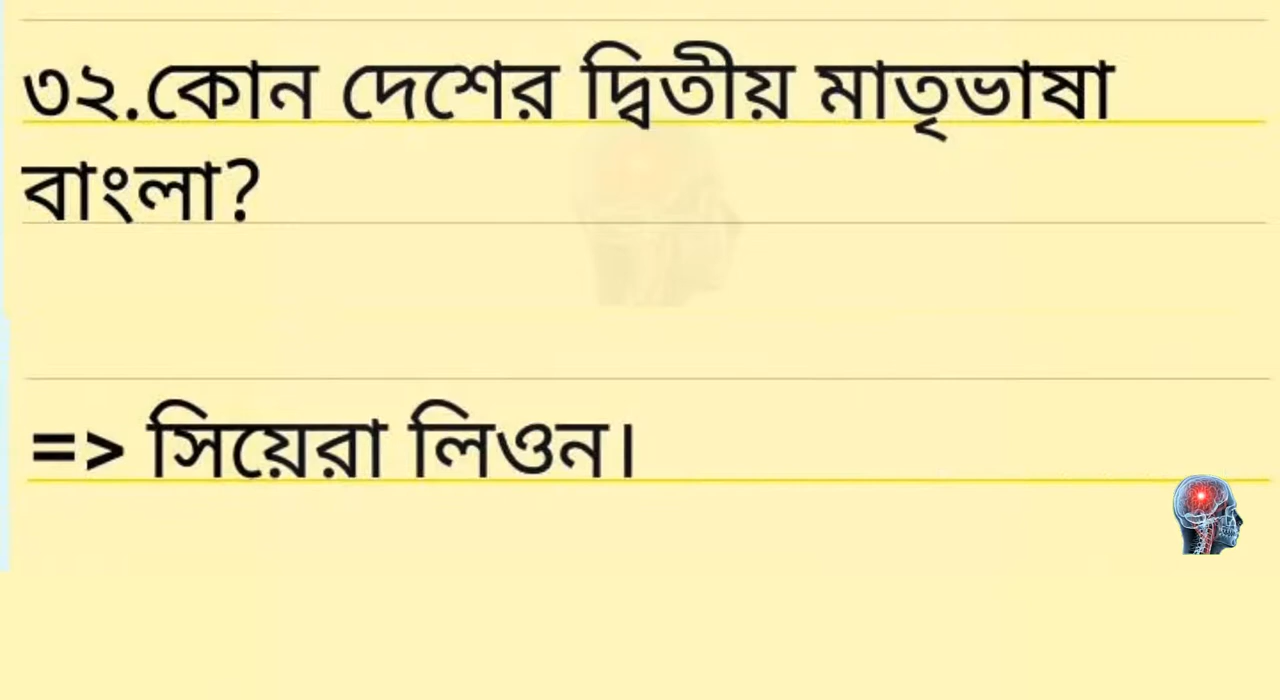 ৩২.কোন দেশের দ্বিতীয় মাতৃভাষা
বাংলা?
=> সিয়েরা লিওন।